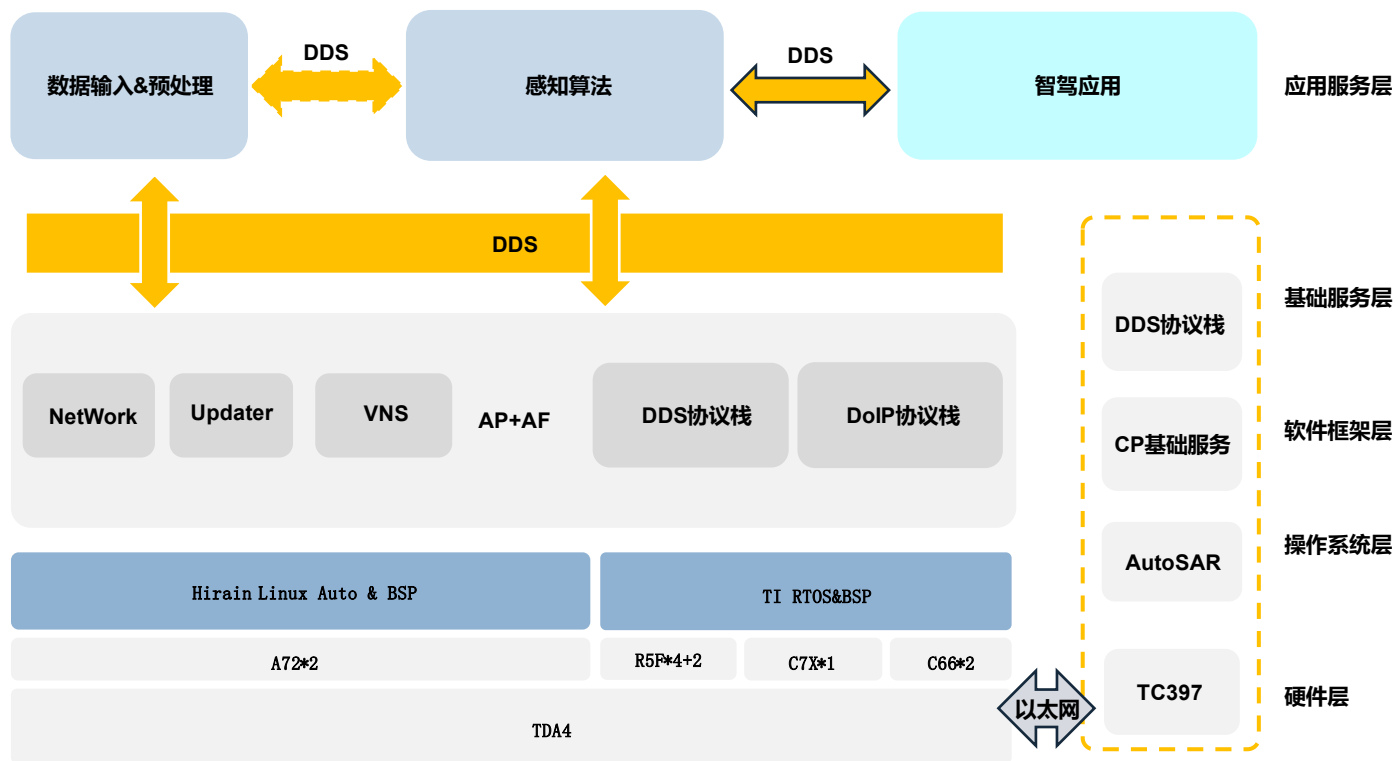 DDS
DDS
数据输入&预处理
感知算法
智驾应用
应用服务层
DDS
基础服务层
DDS协议栈
NetWork
Updater
VNS
AP+AF
DDS协议栈
DoIP协议栈
CP基础服务
软件框架层
操作系统层
AutoSAR
Hirain Linux Auto & BSP
TI RTOS&BSP
A72*2
R5F*4+2
C7X*1
C66*2
以太网
TC397
硬件层
TDA4